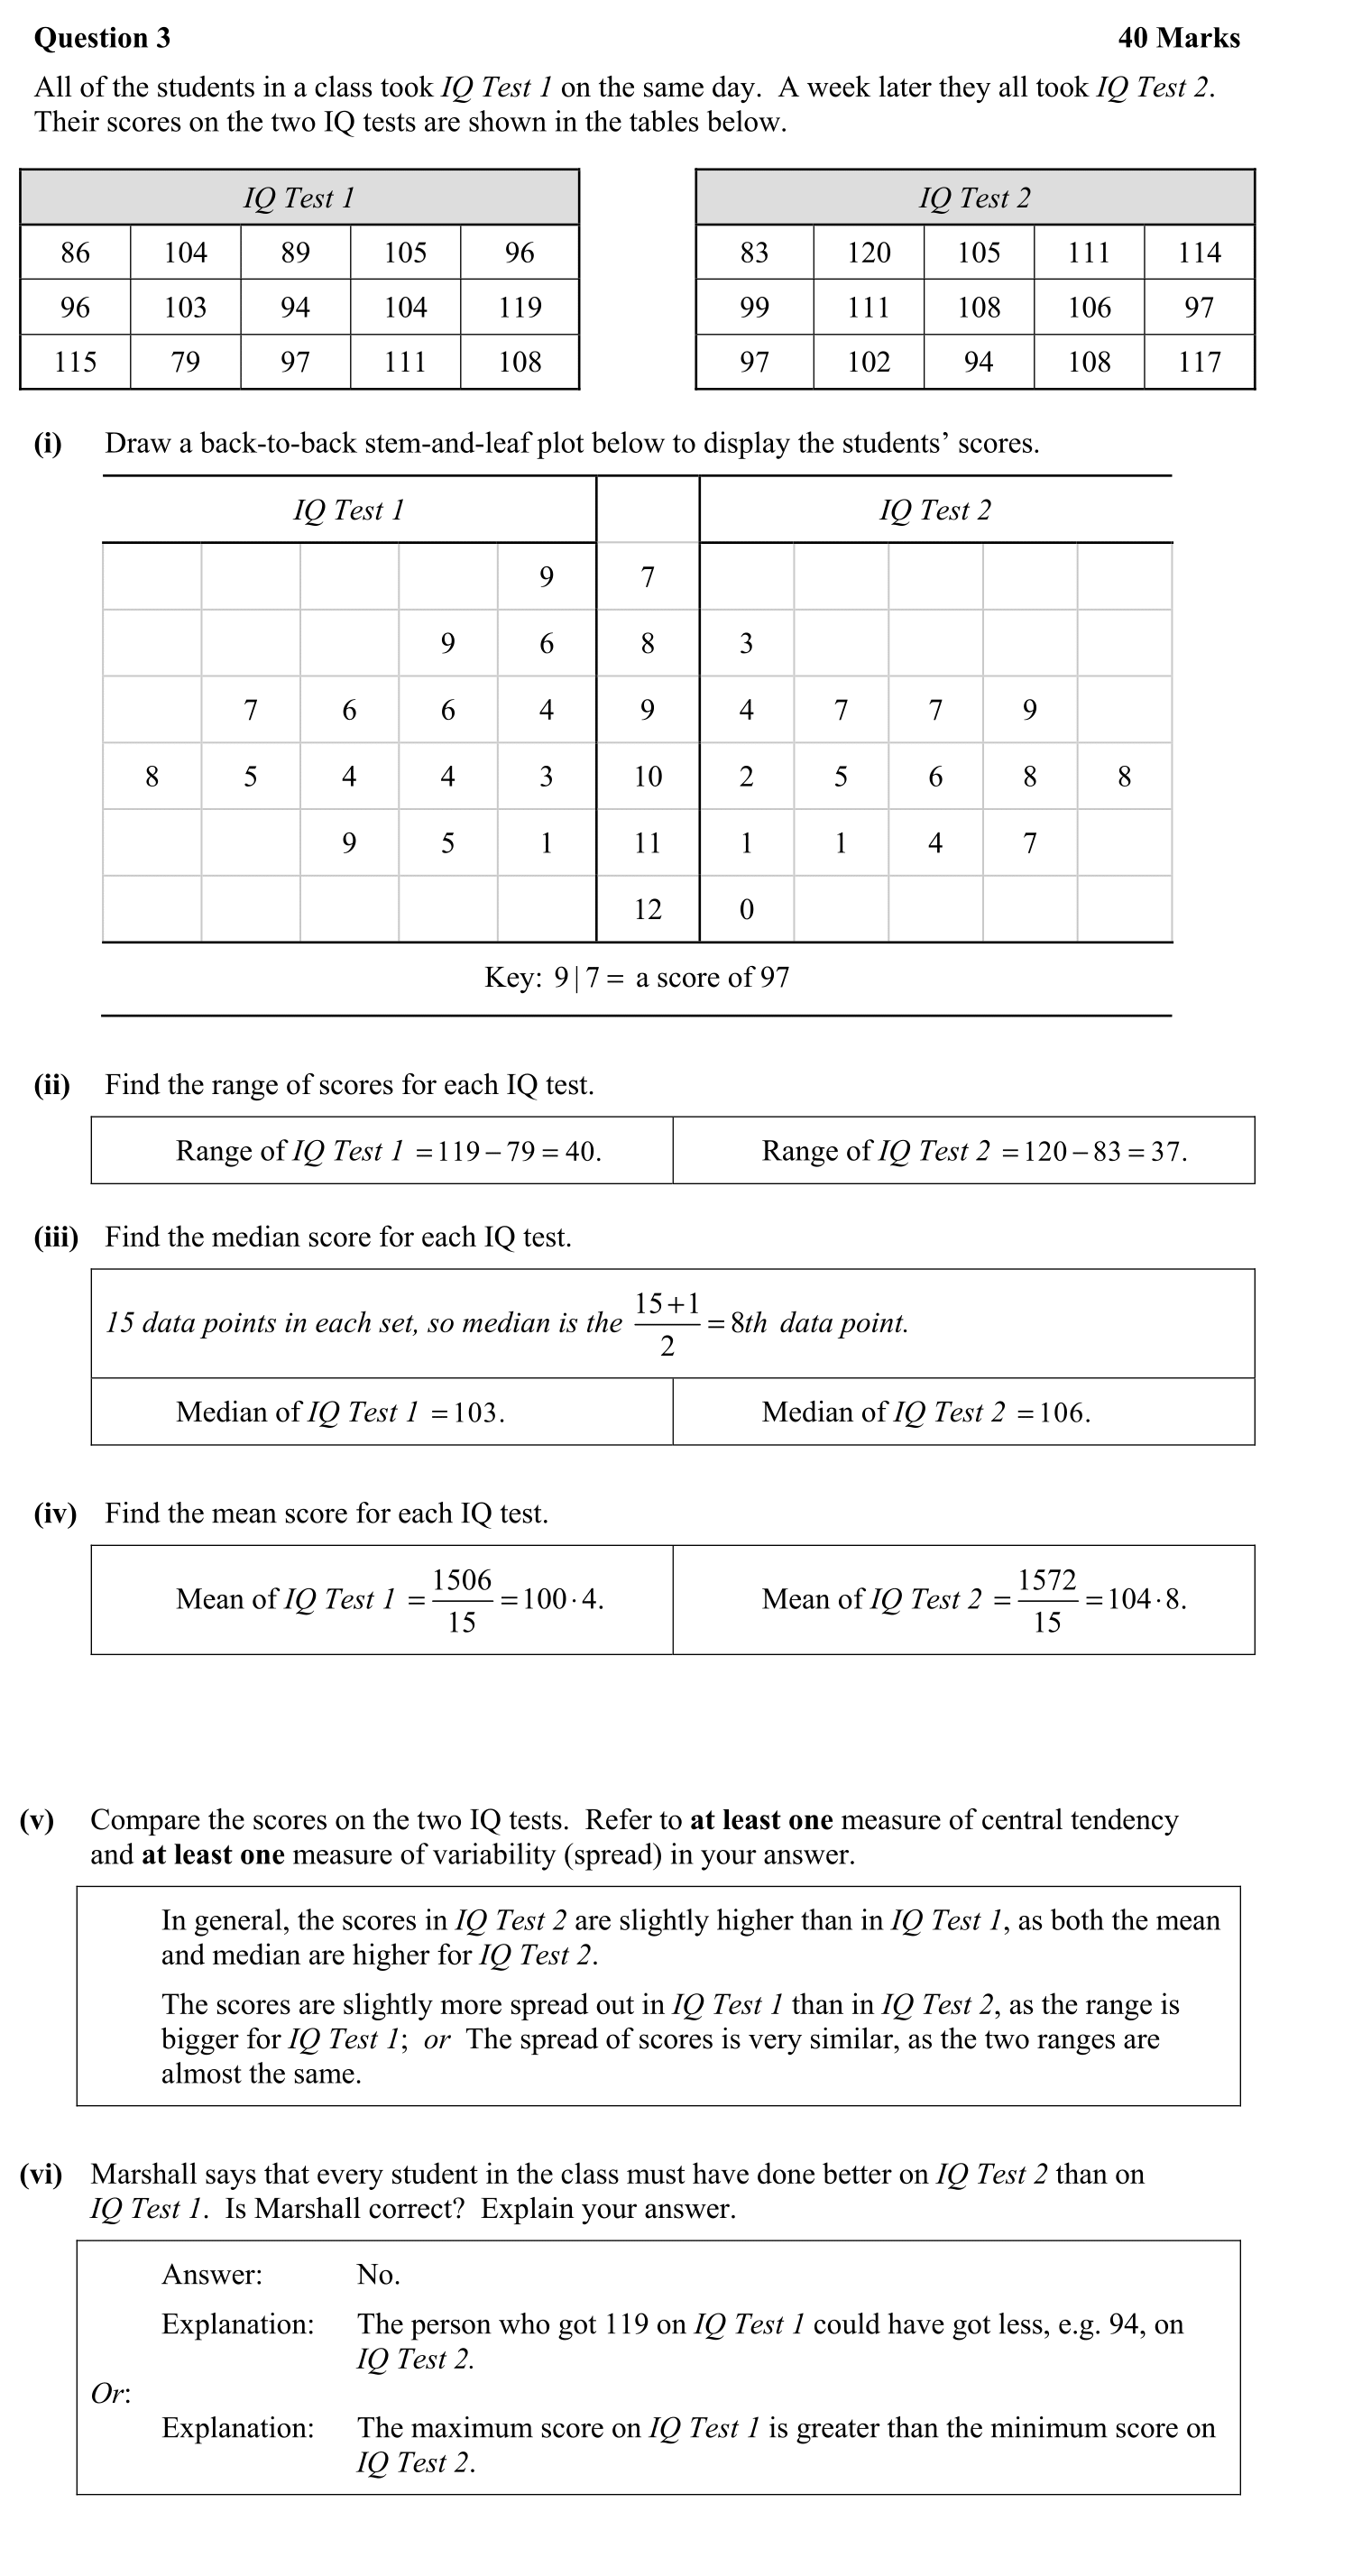 Question 3 40 Marks
All of the students in a class took IQ Test 1 on the same day. A week later they all took IQ Test 2.
Their scores on the two IQ tests are shown in the tables below.
IQ Test 1
86 104 89 105 96
96 103 94 104 119
115 79 97 111 108
IQ Test 2
83 120 105 111 114
99 111 108 106 97
97 102 94 108 117
(i) Draw a back-to-back stem-and-leaf plot below to display the students’ scores.
IQ Test 1 IQ Test 2
9 7
9 6 8 3
7 6 6 4 9 4 7 7 9
8 5 4 4 3 10 2 5 6 8 8
9 5 1 11 1 1 4 7
12 0
Key: 9|7 = a score of 97
(ii) Find the range of scores for each IQ test.
Range of IQ Test 1 = 119 – 79 = 40. Range of IQ Test 2 = 120 – 83 = 37.
(iii) Find the median score for each IQ test.
15 data points in each set, so median is the (15+1)/2 = 8th data point.
Median of IQ Test 1 = 103. Median of IQ Test 2 = 106.
(iv) Find the mean score for each IQ test.
Mean of IQ Test 1 = 1506/15 = 100·4. Mean of IQ Test 2 = 1572/15 = 104·8.
(v) Compare the scores on the two IQ tests. Refer to at least one measure of central tendency
and at least one measure of variability (spread) in your answer.
In general, the scores in IQ Test 2 are slightly higher than in IQ Test 1, as both the mean
and median are higher for IQ Test 2.
The scores are slightly more spread out in IQ Test 1 than in IQ Test 2, as the range is
bigger for IQ Test 1; or The spread of scores is very similar, as the two ranges are
almost the same.
(vi) Marshall says that every student in the class must have done better on IQ Test 2 than on
IQ Test 1. Is Marshall correct? Explain your answer.
Answer: No.
Explanation: The person who got 119 on IQ Test 1 could have got less, e.g. 94, on
IQ Test 2.
Or:
Explanation: The maximum score on IQ Test 1 is greater than the minimum score on
IQ Test 2.